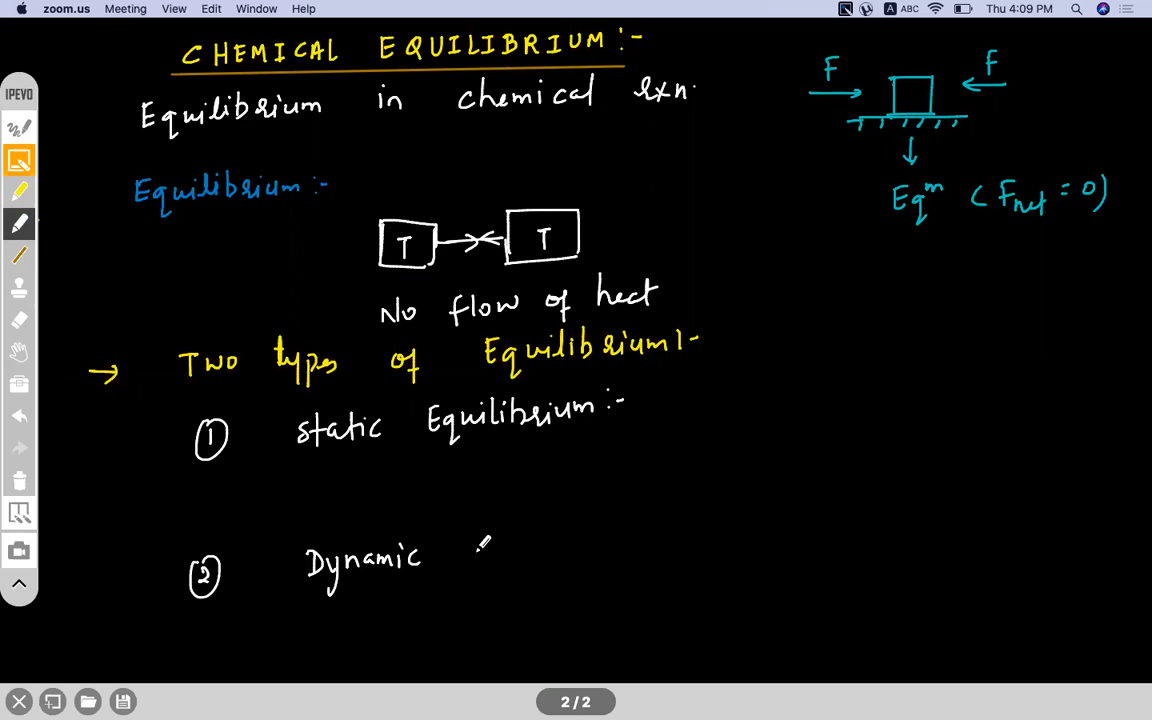 zoom.us Meeting View Edit Window Help A ABC Thu 4:09 PM
IPEVO
CHEMICAL EQUILIBRIUM :-
Equilibrium in chemical rxn.
F F
Eqᵐ ( Fnet = 0)
Equilibrium :-
T T
No flow of heat
→ Two types of Equilibrium :-
① static Equilibrium :-
② Dynamic
2/2